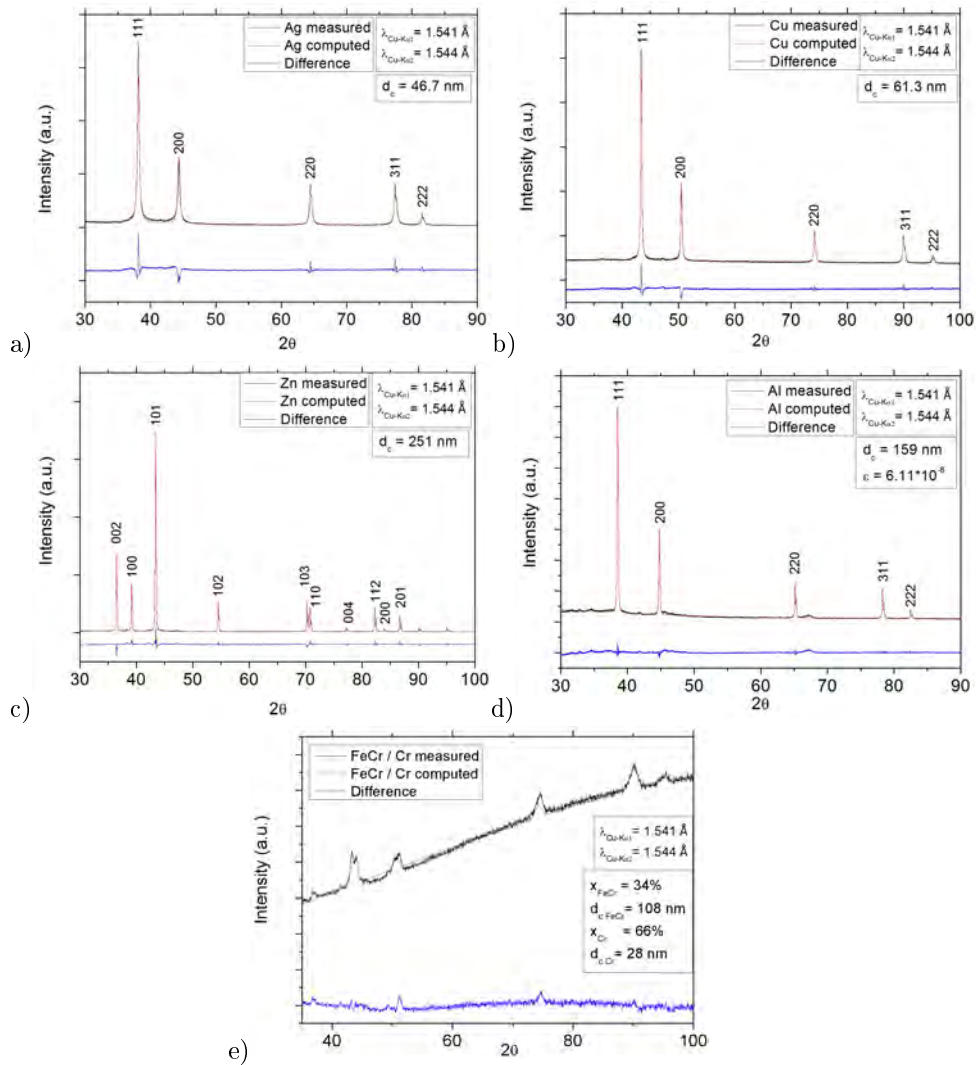 Ag measured
Ag computed
Difference
λCu-Kα1 = 1.541 Å
λCu-Kα2 = 1.544 Å
dc = 46.7 nm
111
200
220
311
222
Intensity (a.u.)
30 40 50 60 70 80 90
2θ
a)
Cu measured
Cu computed
Difference
λCu-Kα1 = 1.541 Å
λCu-Kα2 = 1.544 Å
dc = 61.3 nm
111
200
220
311
222
Intensity (a.u.)
30 40 50 60 70 80 90 100
2θ
b)
Zn measured
Zn computed
Difference
λCu-Kα1 = 1.541 Å
λCu-Kα2 = 1.544 Å
dc = 251 nm
002
100
101
102
103
110
004
112
200
201
Intensity (a.u.)
30 40 50 60 70 80 90 100
2θ
c)
Al measured
Al computed
Difference
λCu-Kα1 = 1.541 Å
λCu-Kα2 = 1.544 Å
dc = 159 nm
ε = 6.11*10-8
111
200
220
311
222
Intensity (a.u.)
30 40 50 60 70 80 90
2θ
d)
FeCr / Cr measured
FeCr / Cr computed
Difference
λCu-Kα1 = 1.541 Å
λCu-Kα2 = 1.544 Å
xFeCr = 34%
dc FeCr = 108 nm
xCr = 66%
dc Cr = 28 nm
Intensity (a.u.)
40 60 80 100
2θ
e)